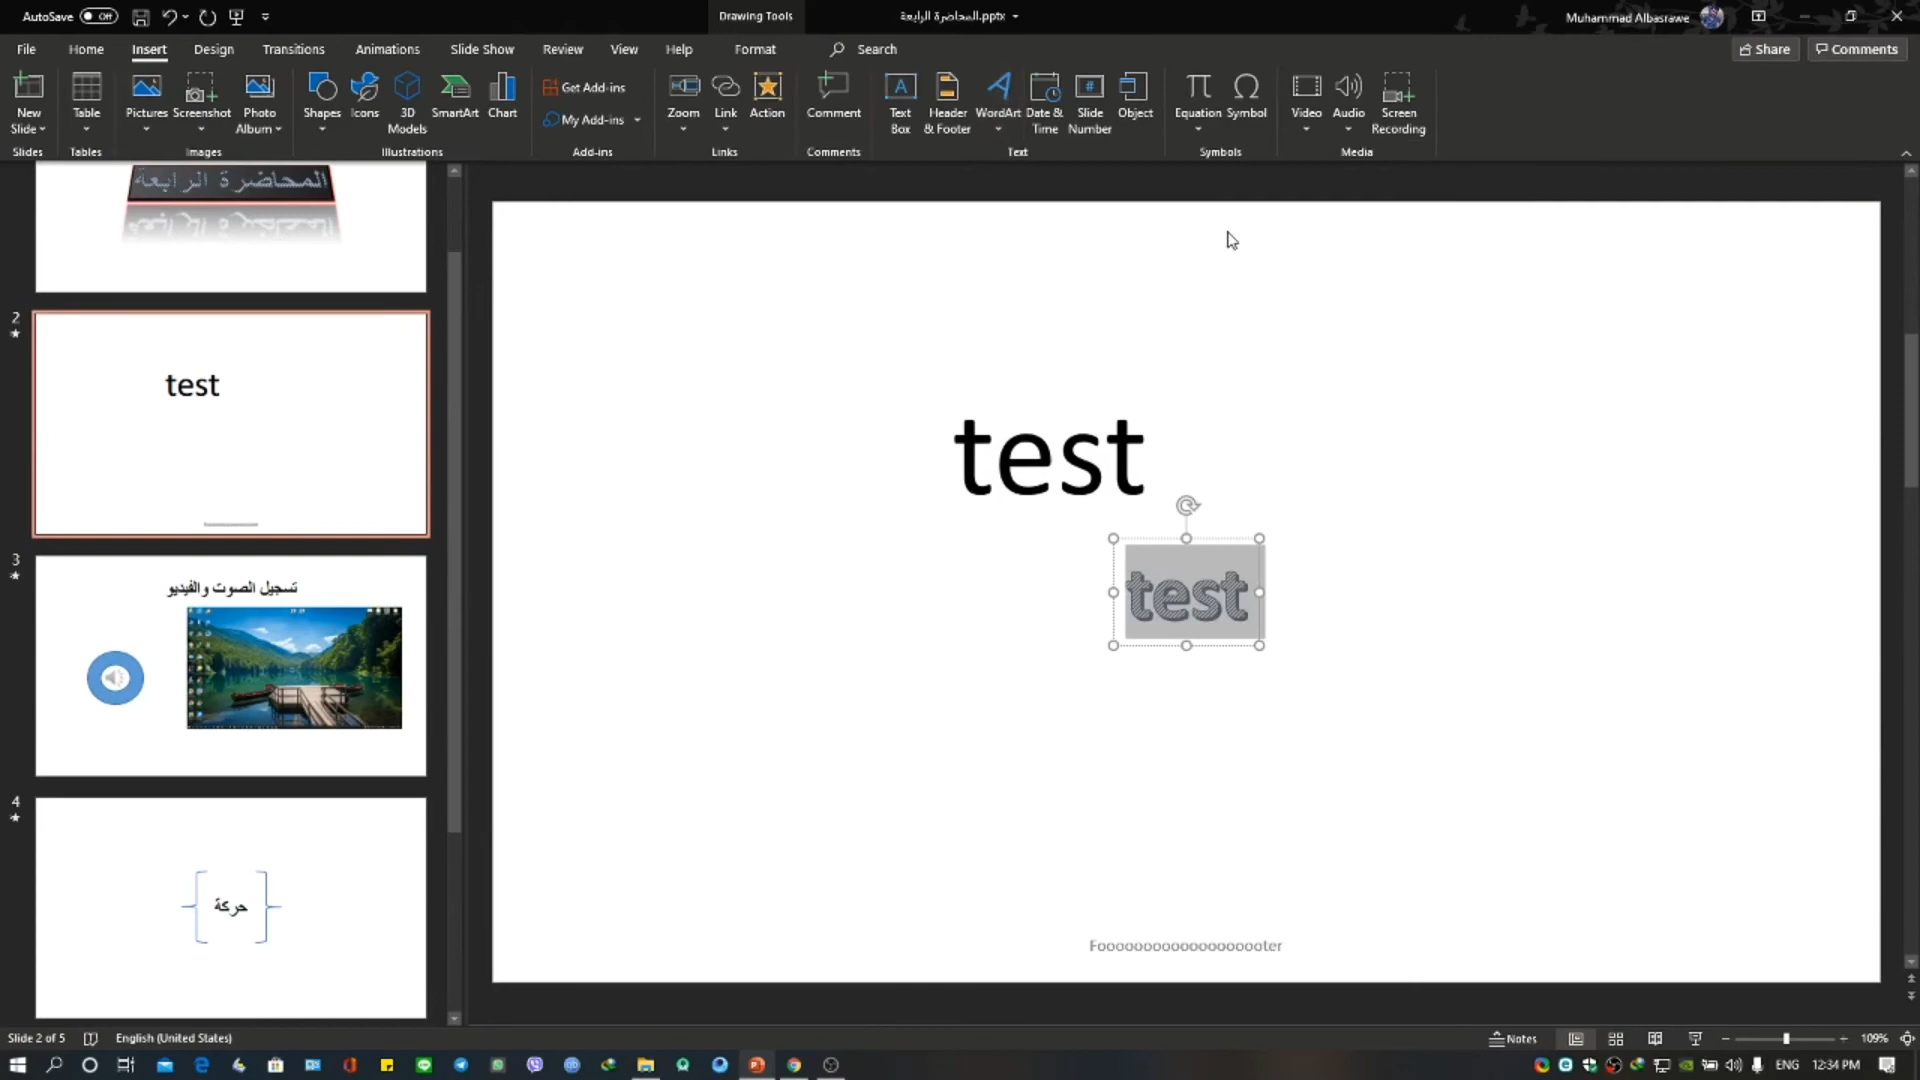 AutoSave Off
Drawing Tools
المحاضرة الرابعة.pptx
Muhammad Albasrawe
File Home Insert Design Transitions Animations Slide Show Review View Help Format Search
Share Comments
New Slide
Table
Pictures
Screenshot
Photo Album
Shapes
Icons
3D Models
SmartArt
Chart
Get Add-ins
My Add-ins
Zoom
Link
Action
Comment
Text Box
Header & Footer
WordArt
Date & Time
Slide Number
Object
Equation
Symbol
Video
Audio
Screen Recording
Slides Tables Images Illustrations Add-ins Links Comments Text Symbols Media
المحاضرة الرابعة
2
test
3
تسجيل الصوت والفيديو
4
حركة
test
test
Foooooooooooooooooooter
Slide 2 of 5
English (United States)
Notes
109%
ENG
12:34 PM